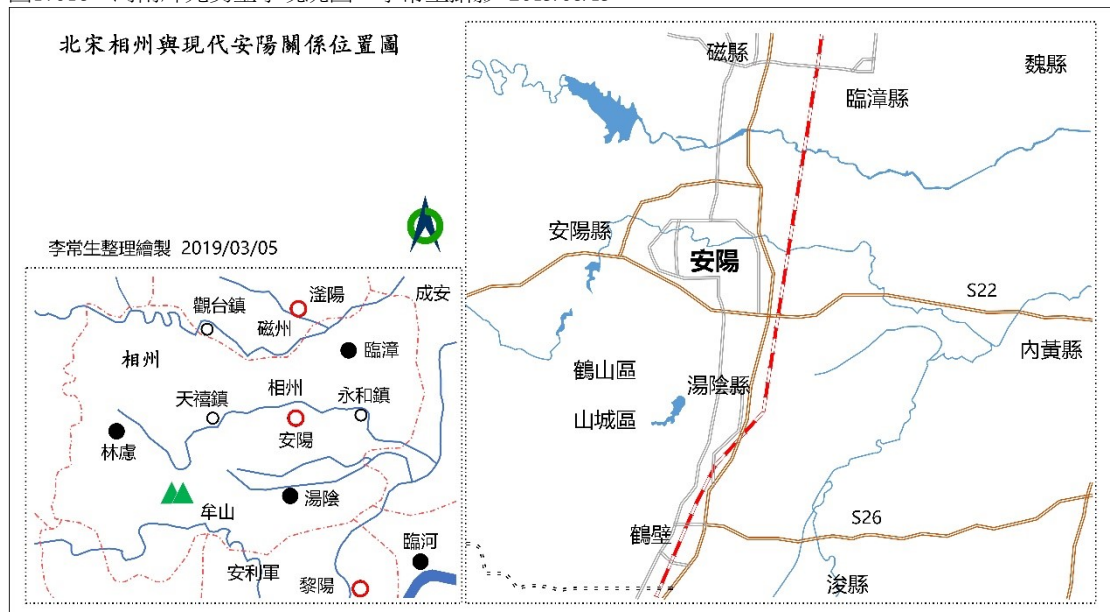 北宋相州與現代安陽關係位置圖
李常生整理繪製 2019/03/05
觀台鎮
滏陽
成安
磁州
臨漳
相州
天禧鎮
相州
永和鎮
林慮
安陽
湯陰
牟山
安利軍
臨河
黎陽
磁縣
魏縣
臨漳縣
安陽縣
安陽
S22
內黃縣
鶴山區
湯陰縣
山城區
S26
鶴壁
浚縣